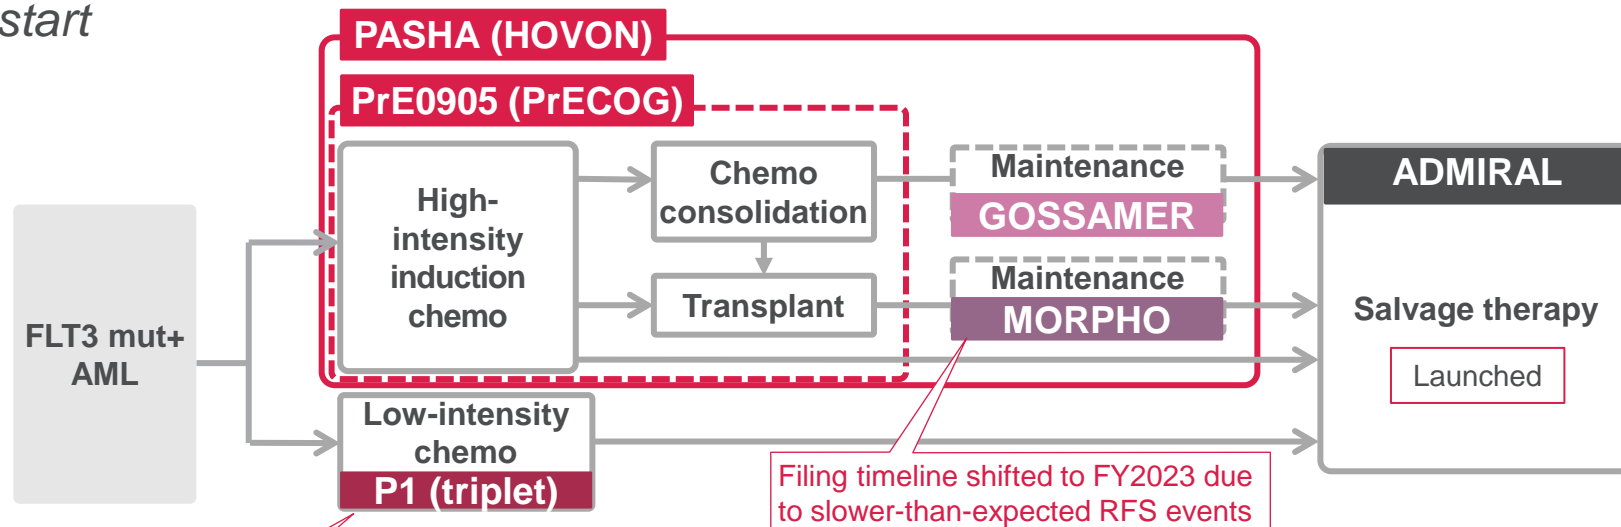 start
PASHA (HOVON)
PrE0905 (PrECOG)
FLT3 mut+
AML
High-
intensity
induction
chemo
Chemo
consolidation
Transplant
Maintenance
GOSSAMER
Maintenance
MORPHO
ADMIRAL
Salvage therapy
Launched
Low-intensity
chemo
P1 (triplet)
Filing timeline shifted to FY2023 due
to slower-than-expected RFS events